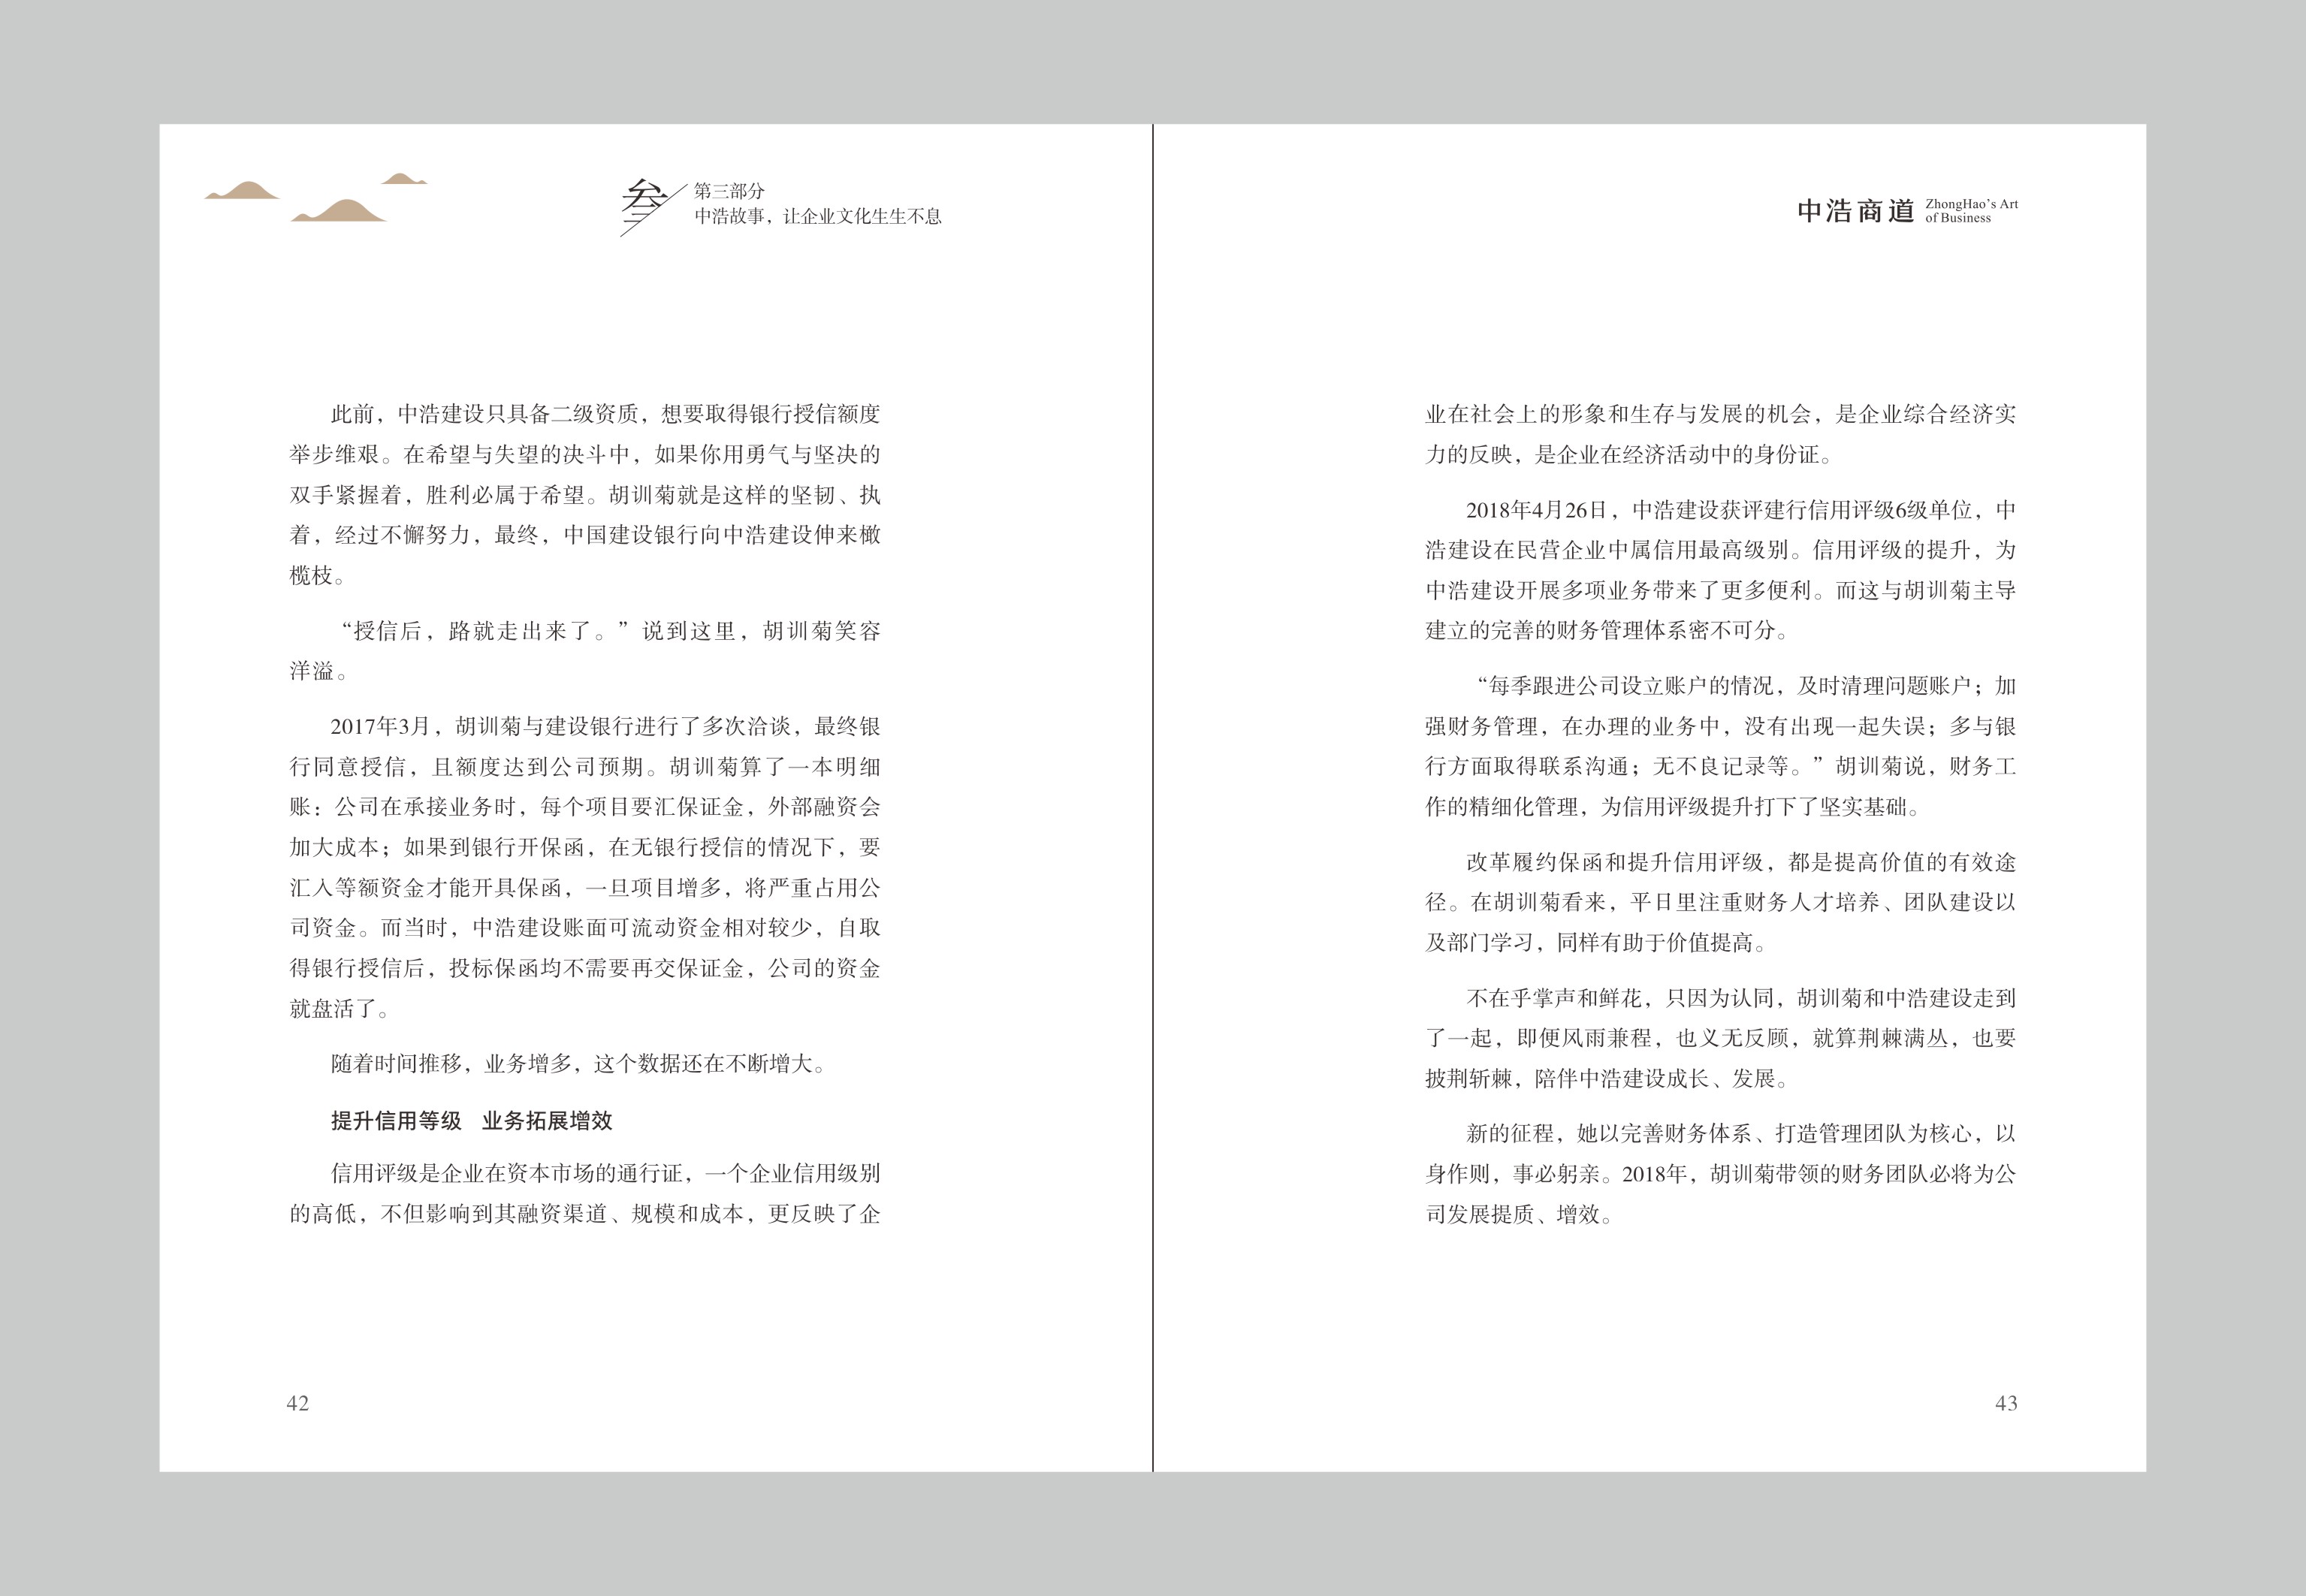 叁
第三部分
中浩故事，让企业文化生生不息
此前，中浩建设只具备二级资质，想要取得银行授信额度
举步维艰。在希望与失望的决斗中，如果你用勇气与坚决的
双手紧握着，胜利必属于希望。胡训菊就是这样的坚韧、执
着，经过不懈努力，最终，中国建设银行向中浩建设伸来橄
榄枝。
“授信后，路就走出来了。”说到这里，胡训菊笑容
洋溢。
2017年3月，胡训菊与建设银行进行了多次洽谈，最终银
行同意授信，且额度达到公司预期。胡训菊算了一本明细
账：公司在承接业务时，每个项目要汇保证金，外部融资会
加大成本；如果到银行开保函，在无银行授信的情况下，要
汇入等额资金才能开具保函，一旦项目增多，将严重占用公
司资金。而当时，中浩建设账面可流动资金相对较少，自取
得银行授信后，投标保函均不需要再交保证金，公司的资金
就盘活了。
随着时间推移，业务增多，这个数据还在不断增大。
提升信用等级　业务拓展增效
信用评级是企业在资本市场的通行证，一个企业信用级别
的高低，不但影响到其融资渠道、规模和成本，更反映了企
42
中浩商道
ZhongHao's Art
of Business
业在社会上的形象和生存与发展的机会，是企业综合经济实
力的反映，是企业在经济活动中的身份证。
2018年4月26日，中浩建设获评建行信用评级6级单位，中
浩建设在民营企业中属信用最高级别。信用评级的提升，为
中浩建设开展多项业务带来了更多便利。而这与胡训菊主导
建立的完善的财务管理体系密不可分。
“每季跟进公司设立账户的情况，及时清理问题账户；加
强财务管理，在办理的业务中，没有出现一起失误；多与银
行方面取得联系沟通；无不良记录等。”胡训菊说，财务工
作的精细化管理，为信用评级提升打下了坚实基础。
改革履约保函和提升信用评级，都是提高价值的有效途
径。在胡训菊看来，平日里注重财务人才培养、团队建设以
及部门学习，同样有助于价值提高。
不在乎掌声和鲜花，只因为认同，胡训菊和中浩建设走到
了一起，即便风雨兼程，也义无反顾，就算荆棘满丛，也要
披荆斩棘，陪伴中浩建设成长、发展。
新的征程，她以完善财务体系、打造管理团队为核心，以
身作则，事必躬亲。2018年，胡训菊带领的财务团队必将为公
司发展提质、增效。
43